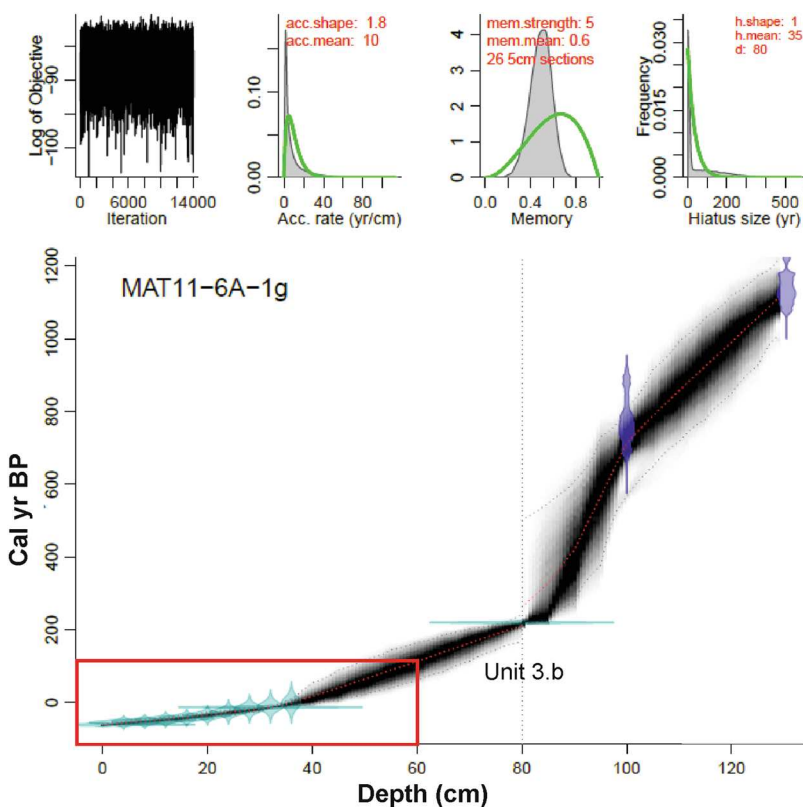 Log of Objective
-90
-100
0 6000 14000
Iteration
acc.shape: 1.8
acc.mean: 10
0.10
0.00
0 40 80
Acc. rate (yr/cm)
mem.strength: 5
mem.mean: 0.6
26 5cm sections
4
3
2
1
0
0.0 0.4 0.8
Memory
h.shape: 1
h.mean: 35
d: 80
Frequency
0.030
0.015
0.000
0 200 500
Hiatus size (yr)
MAT11-6A-1g
Cal yr BP
1200
1000
800
600
400
200
0
Unit 3.b
0 20 40 60 80 100 120
Depth (cm)